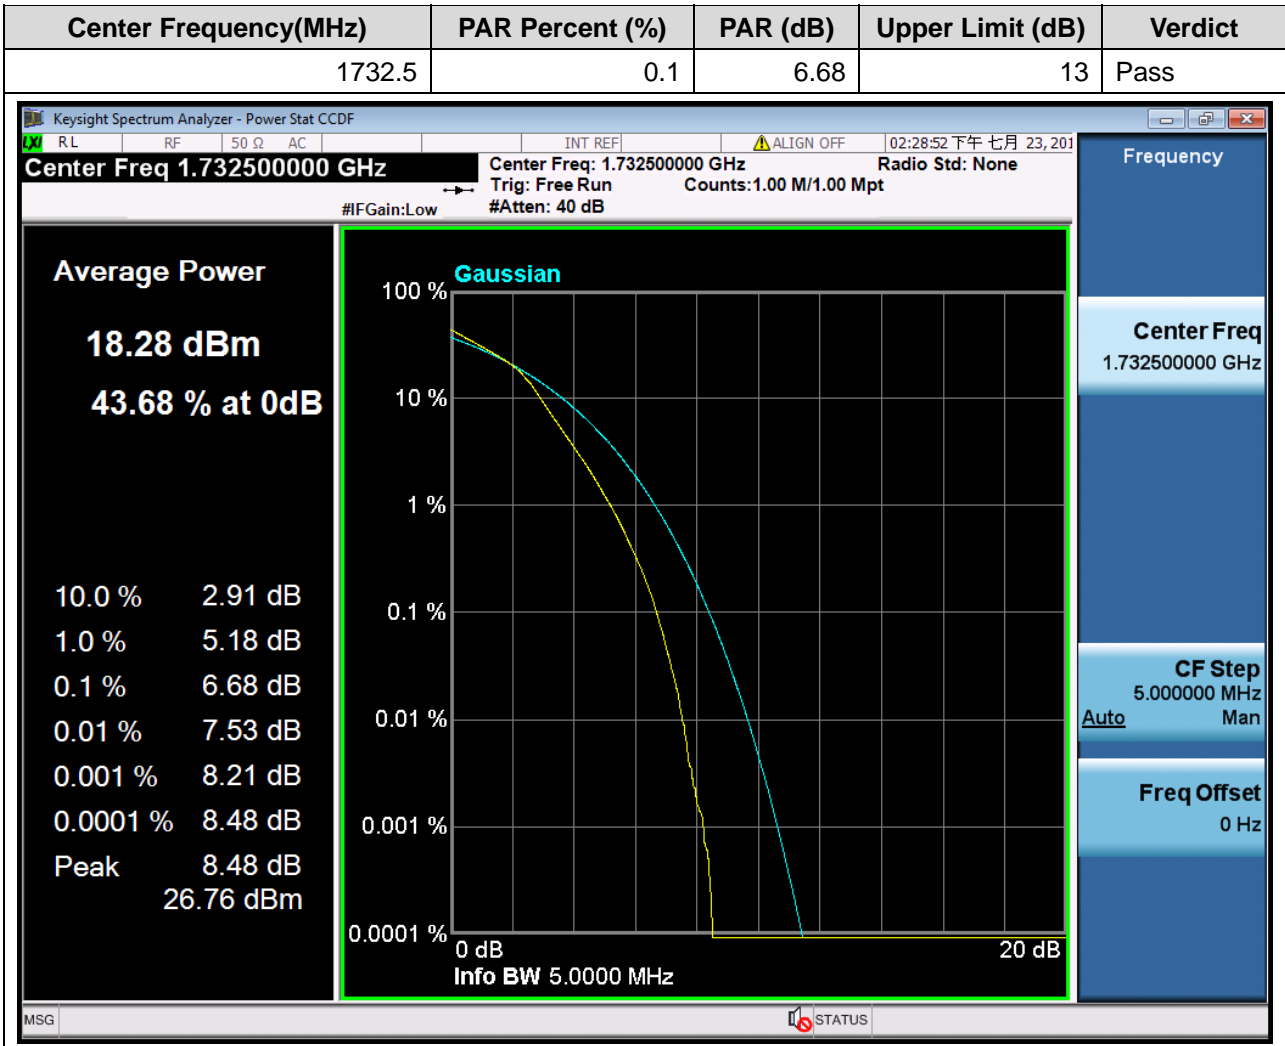 Center Frequency(MHz) PAR Percent (%) PAR (dB) Upper Limit (dB) Verdict
1732.5 0.1 6.68 13 Pass
Keysight Spectrum Analyzer - Power Stat CCDF
LXI RL RF 50 Ω AC INT REF ALIGN OFF 02:28:52 下午 七月 23, 201
Center Freq 1.732500000 GHz
Center Freq: 1.732500000 GHz Radio Std: None
Trig: Free Run Counts:1.00 M/1.00 Mpt
#IFGain:Low #Atten: 40 dB
Average Power
18.28 dBm
43.68 % at 0dB
10.0 % 2.91 dB
1.0 % 5.18 dB
0.1 % 6.68 dB
0.01 % 7.53 dB
0.001 % 8.21 dB
0.0001 % 8.48 dB
Peak 8.48 dB
26.76 dBm
Gaussian
100 %
10 %
1 %
0.1 %
0.01 %
0.001 %
0.0001 %
0 dB 20 dB
Info BW 5.0000 MHz
Frequency
Center Freq
1.732500000 GHz
CF Step
5.000000 MHz
Auto Man
Freq Offset
0 Hz
MSG STATUS